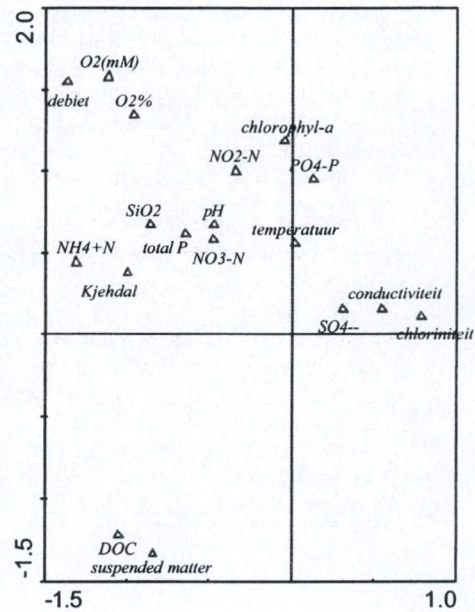 2.0
O2(mM)
debiet
O2%
chlorophyl-a
NO2-N
PO4-P
SiO2
pH
temperatuur
NH4+N
total P
NO3-N
Kjehdal
conductiviteit
SO4--
chloriniteit
DOC
suspended matter
-1.5
-1.5
1.0